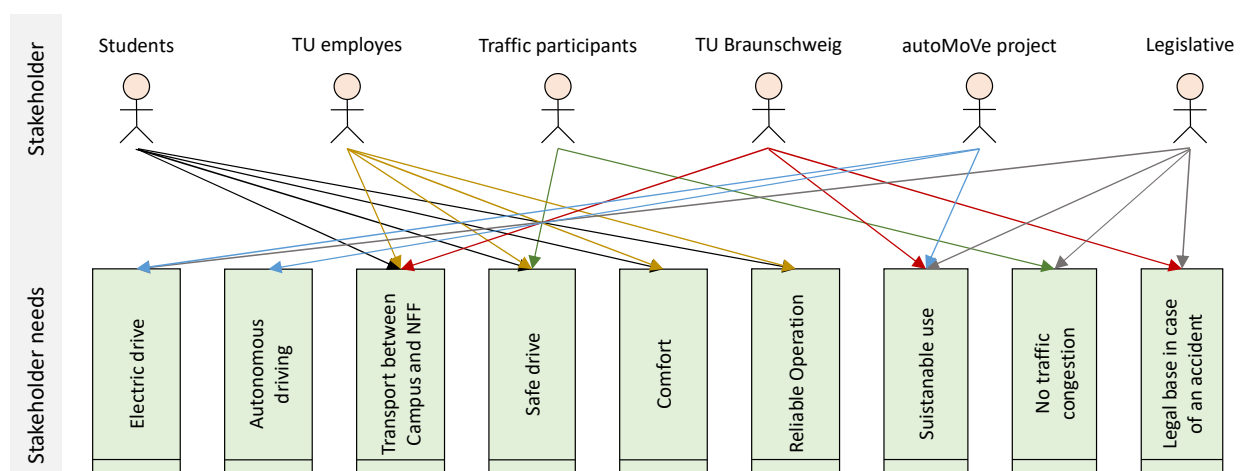 Stakeholder
Students
TU employes
Traffic participants
TU Braunschweig
autoMoVe project
Legislative
Stakeholder needs
Electric drive
Autonomous
driving
Transport between
Campus and NFF
Safe drive
Comfort
Reliable Operation
Suistanable use
No traffic
congestion
Legal base in case
of an accident